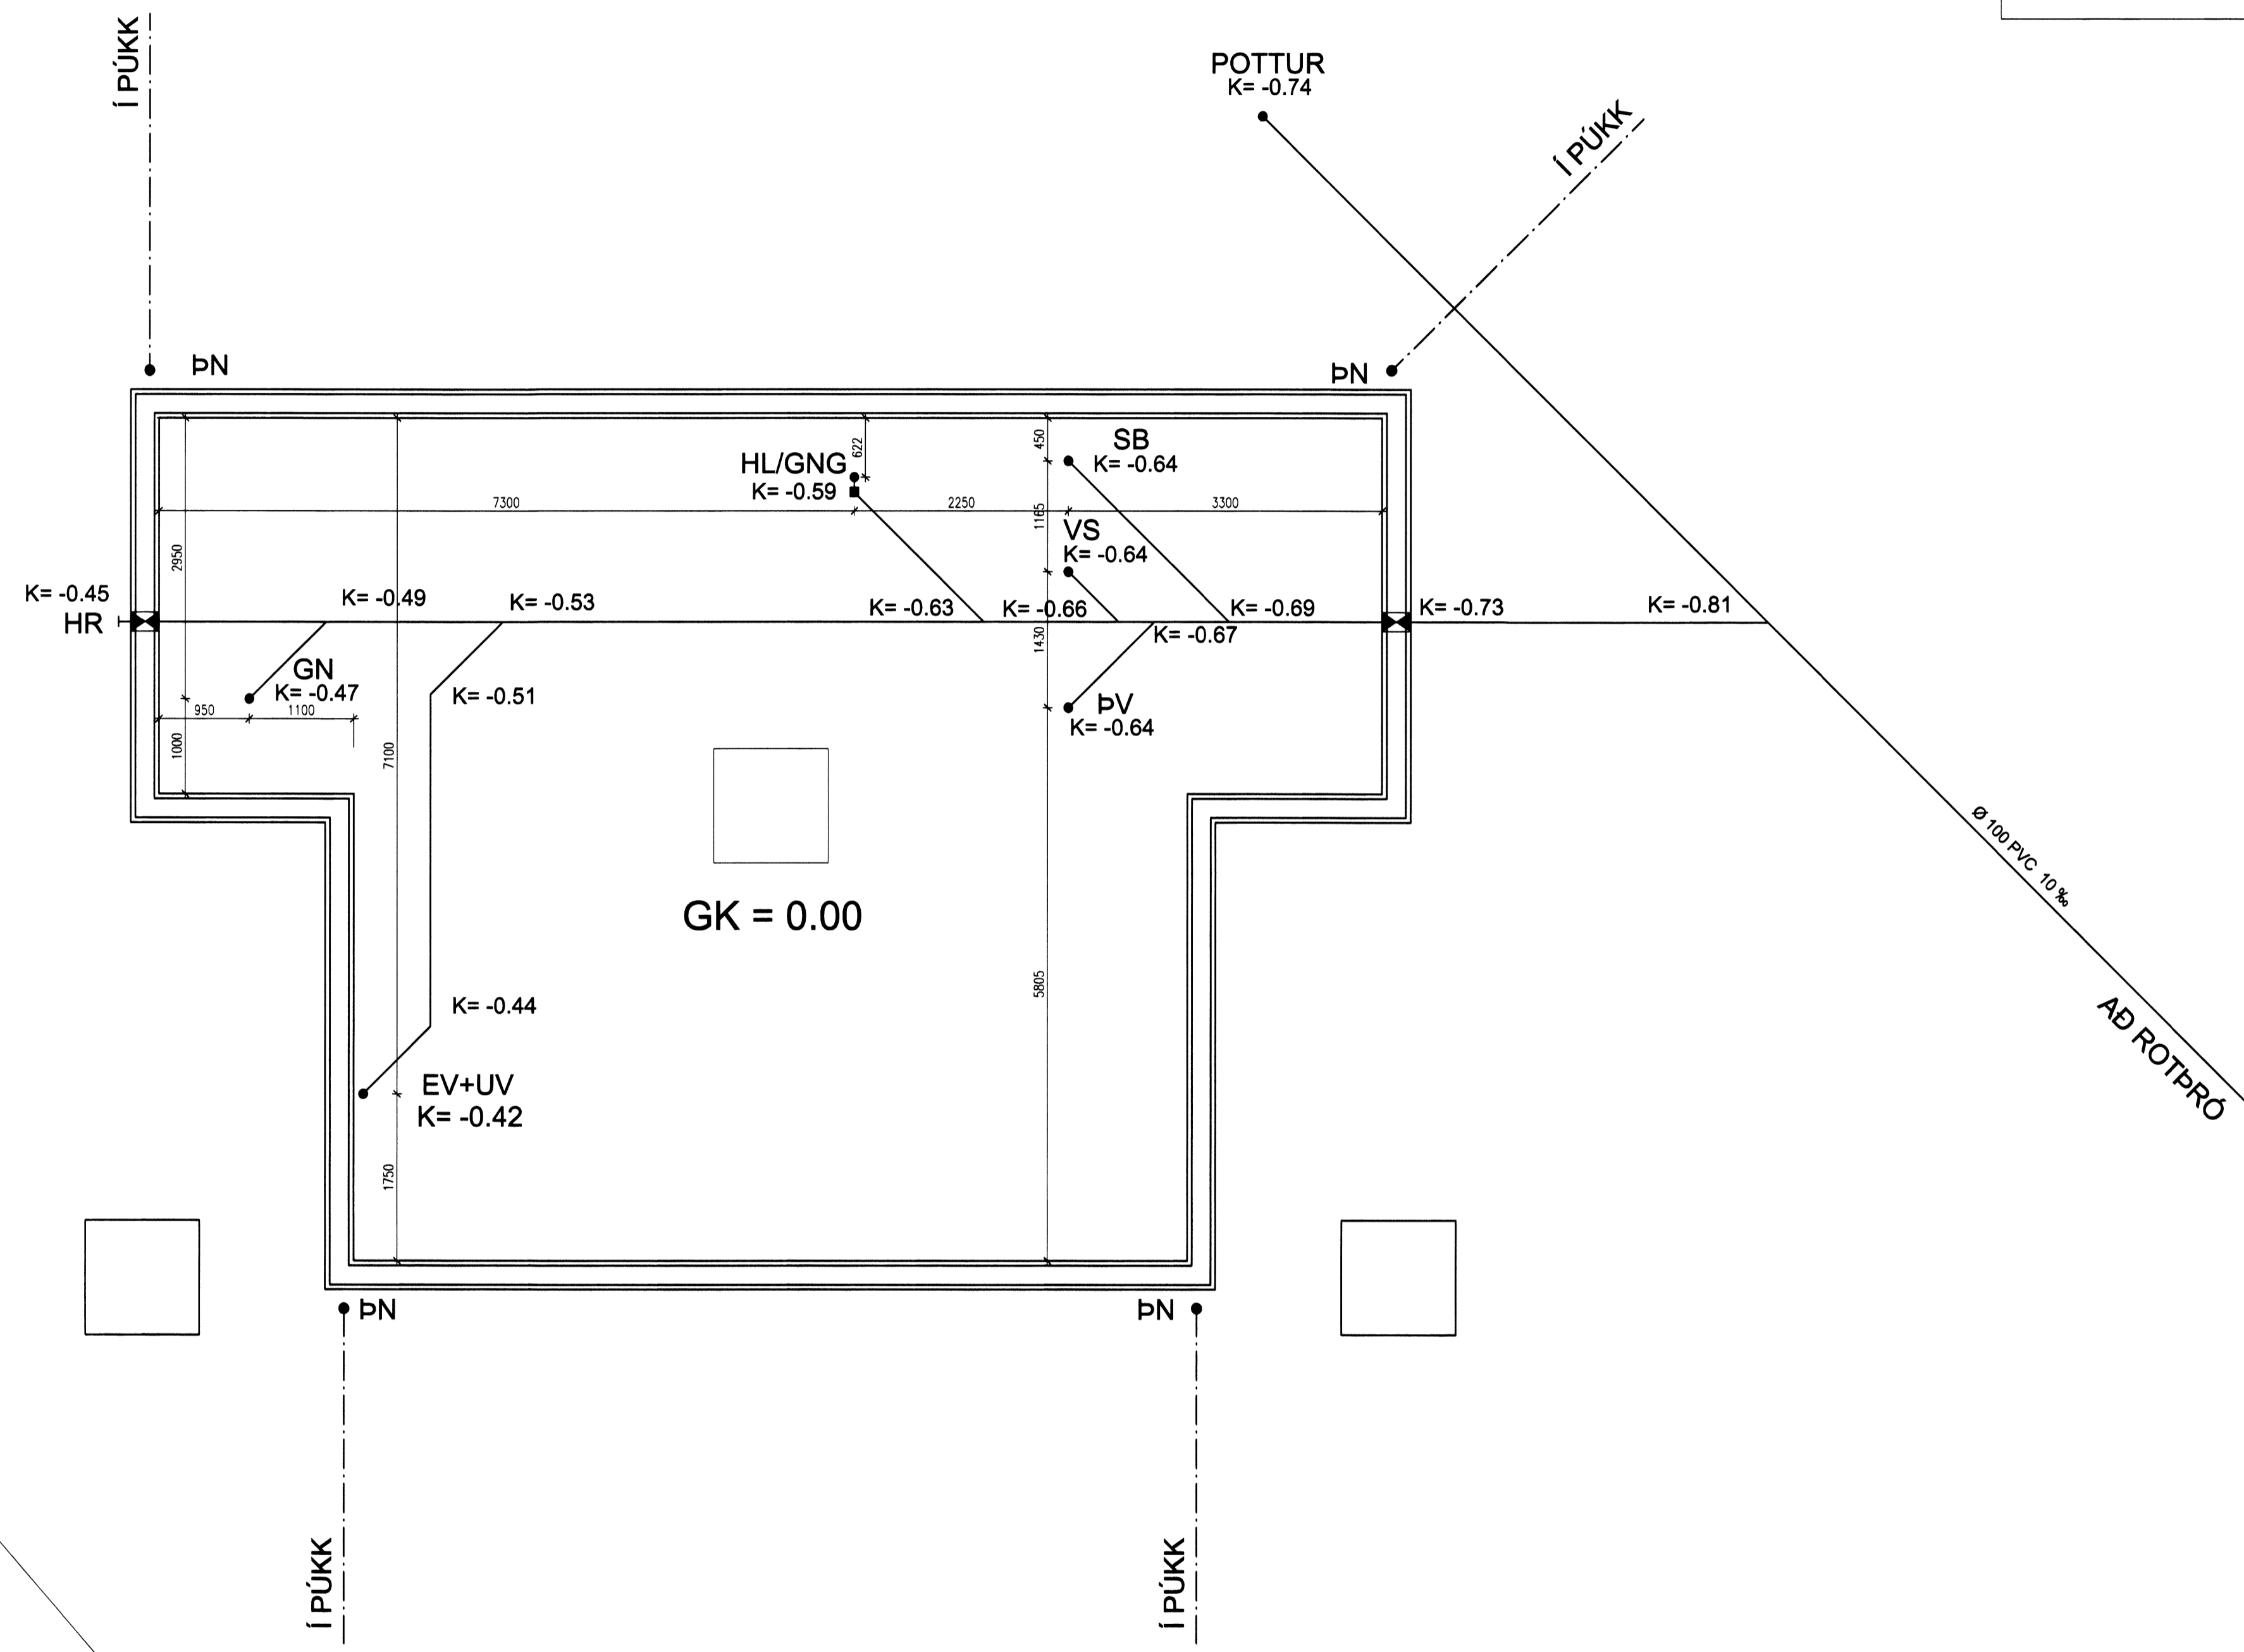 Í PÚKK
POTTUR
K= -0.74
Í PÚKK
ÞN
ÞN
450
SB
K= -0.64
622
HL/GNG
K= -0.59
7300
2250
3300
1165
VS
K= -0.64
2950
K= -0.45
HR
K= -0.49
K= -0.53
K= -0.63
K= -0.66
K= -0.69
K= -0.73
K= -0.81
1430
K= -0.67
GN
K= -0.47
K= -0.51
950
1100
ÞV
K= -0.64
1000
7100
Ø 100 PVC 10 ‰
GK = 0.00
5805
K= -0.44
AÐ ROTÞRÓ
EV+UV
K= -0.42
1750
ÞN
ÞN
Í PÚKK
Í PÚKK